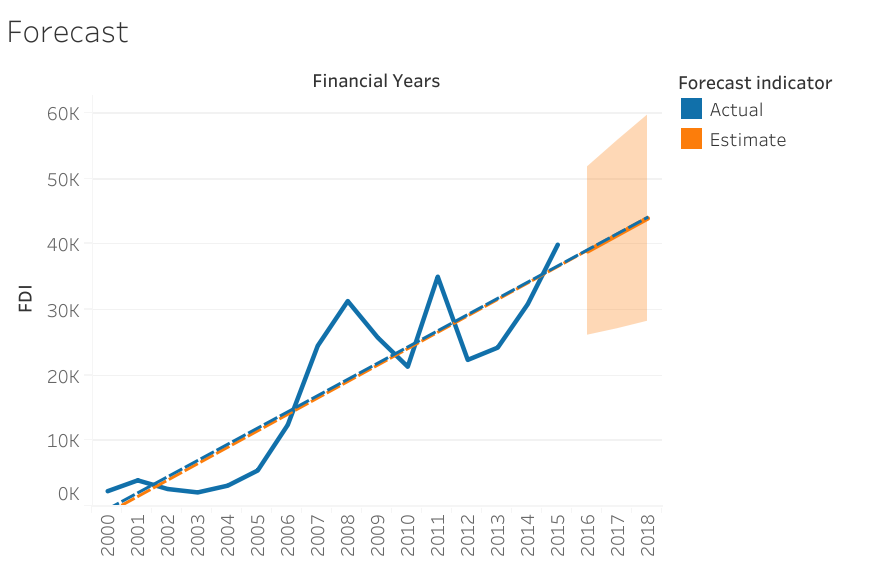 Forecast
Financial Years
Forecast indicator
Actual
Estimate
60K
50K
40K
30K
20K
10K
0K
FDI
2000
2001
2002
2003
2004
2005
2006
2007
2008
2009
2010
2011
2012
2013
2014
2015
2016
2017
2018